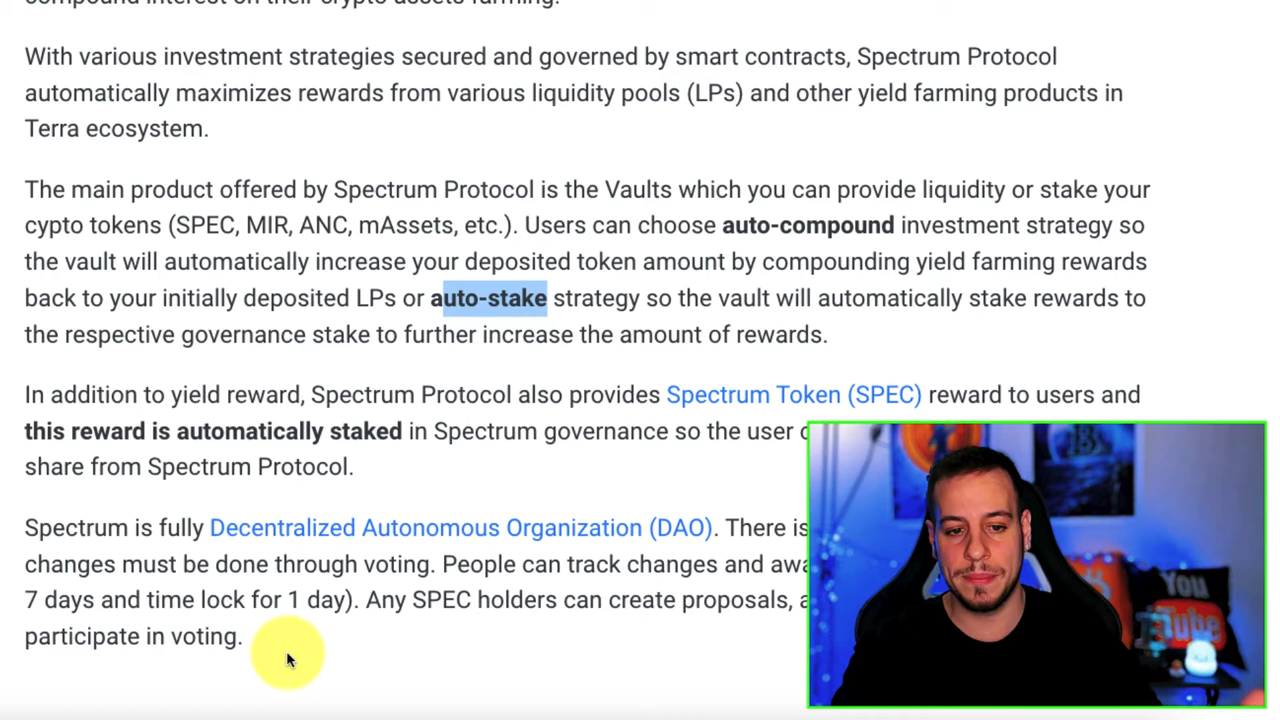 compound interest on their crypto assets farming.
With various investment strategies secured and governed by smart contracts, Spectrum Protocol
automatically maximizes rewards from various liquidity pools (LPs) and other yield farming products in
Terra ecosystem.
The main product offered by Spectrum Protocol is the Vaults which you can provide liquidity or stake your
cypto tokens (SPEC, MIR, ANC, mAssets, etc.). Users can choose auto-compound investment strategy so
the vault will automatically increase your deposited token amount by compounding yield farming rewards
back to your initially deposited LPs or auto-stake strategy so the vault will automatically stake rewards to
the respective governance stake to further increase the amount of rewards.
In addition to yield reward, Spectrum Protocol also provides Spectrum Token (SPEC) reward to users and
this reward is automatically staked in Spectrum governance so the user
share from Spectrum Protocol.
Spectrum is fully Decentralized Autonomous Organization (DAO). There is
changes must be done through voting. People can track changes and
7 days and time lock for 1 day). Any SPEC holders can create proposals,
participate in voting.
You
Tube